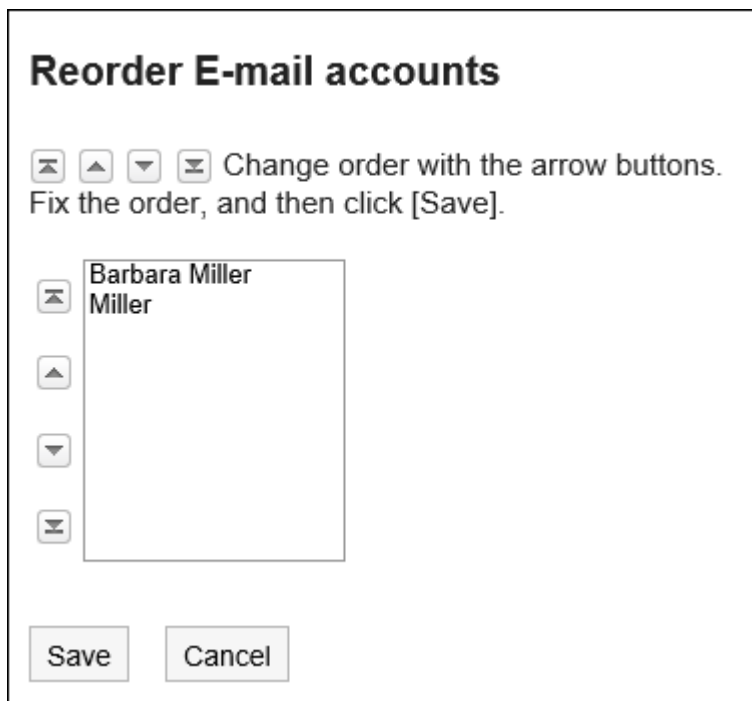 Reorder E-mail accounts
Change order with the arrow buttons.
Fix the order, and then click [Save].
Barbara Miller
Miller
Save
Cancel